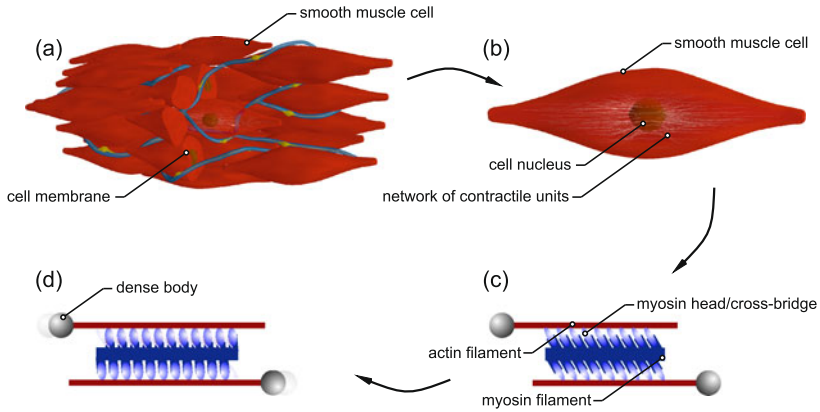 (a)
smooth muscle cell
cell membrane
(b)
smooth muscle cell
cell nucleus
network of contractile units
(d)
dense body
(c)
myosin head/cross-bridge
actin filament
myosin filament